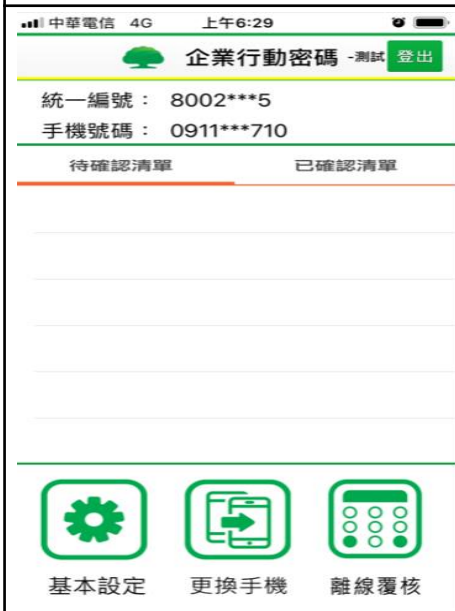 中華電信 4G 上午6:29
企業行動密碼 -測試 登出
統一編號： 8002***5
手機號碼： 0911***710
待確認清單 已確認清單
基本設定 更換手機 離線覆核